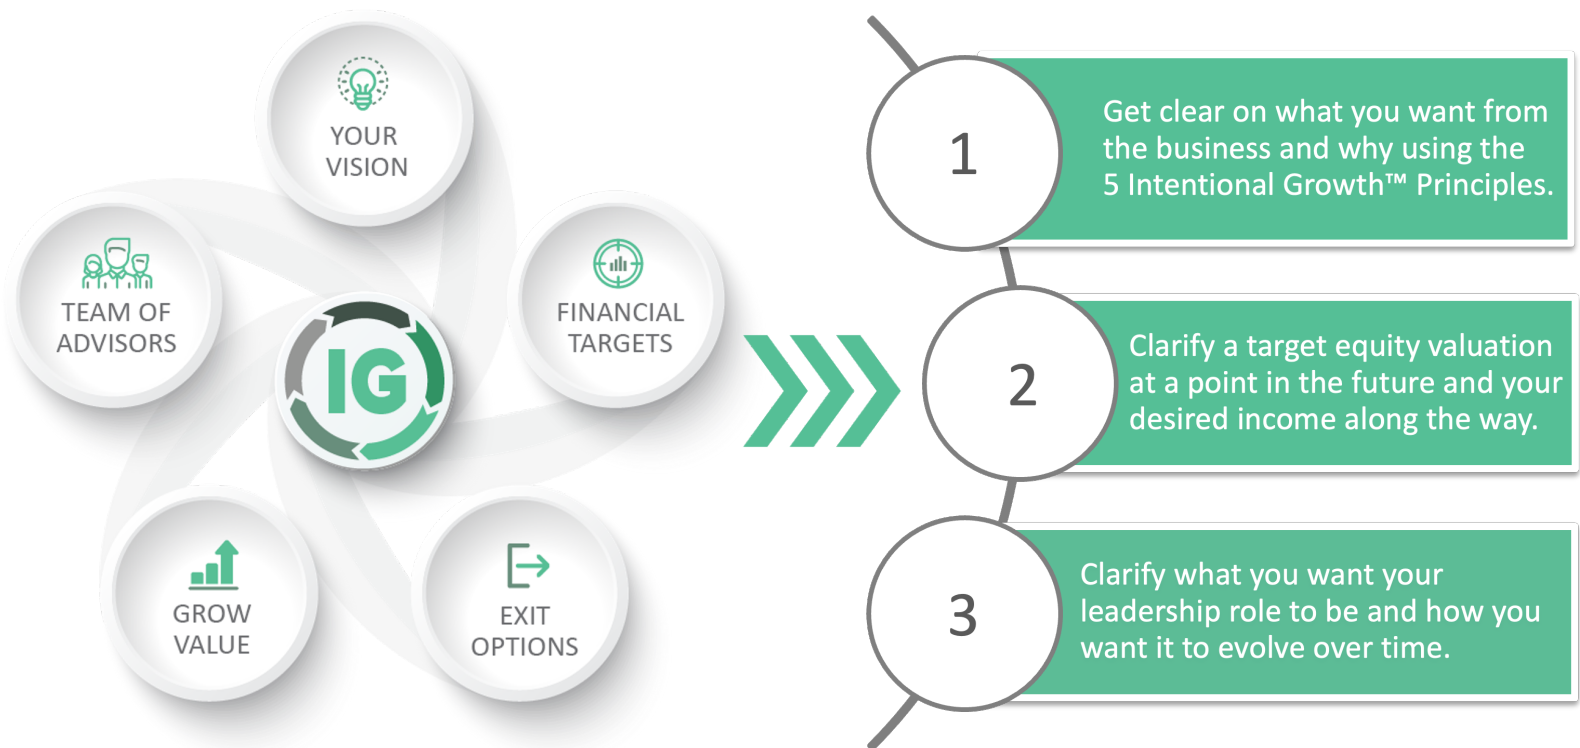 YOUR
VISION
TEAM OF
ADVISORS
FINANCIAL
TARGETS
IG
GROW
VALUE
EXIT
OPTIONS
1
Get clear on what you want from
the business and why using the
5 Intentional Growth™ Principles.
2
Clarify a target equity valuation
at a point in the future and your
desired income along the way.
3
Clarify what you want your
leadership role to be and how you
want it to evolve over time.